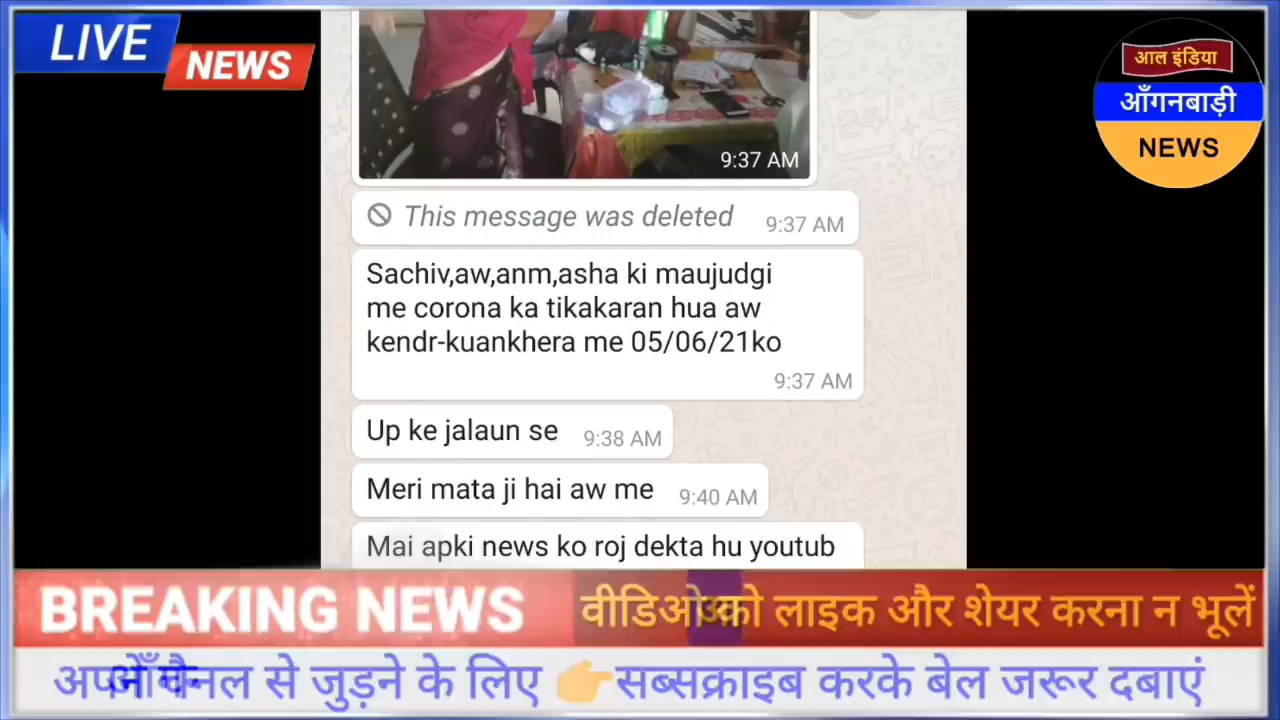 LIVE
NEWS
आल इंडिया
आँगनबाड़ी
NEWS
9:37 AM
This message was deleted 9:37 AM
Sachiv,aw,anm,asha ki maujudgi
me corona ka tikakaran hua aw
kendr-kuankhera me 05/06/21ko
9:37 AM
Up ke jalaun se 9:38 AM
Meri mata ji hai aw me 9:40 AM
Mai apki news ko roj dekta hu youtub
BREAKING NEWS
वीडिओ को लाइक और शेयर करना न भूलें
चैनल से जुड़ने के लिए 👉सब्सक्राइब करके बेल जरूर दबाएं